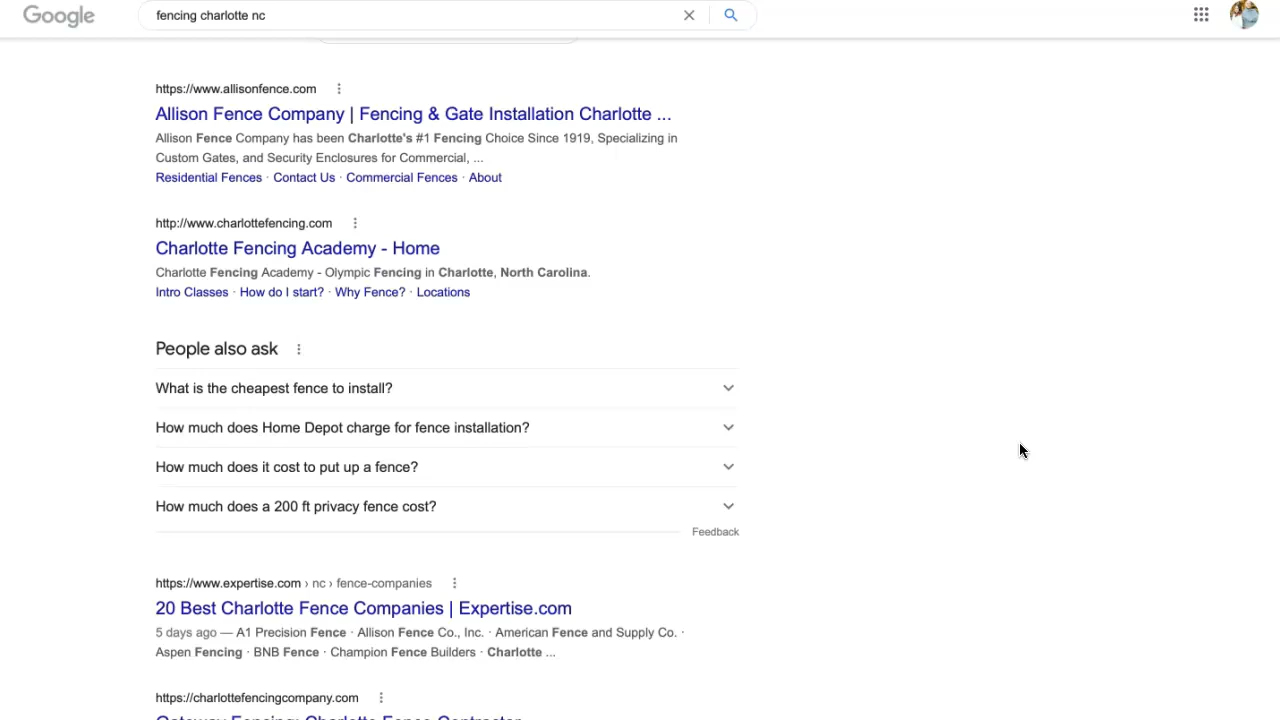 Google
fencing charlotte nc
https://www.allisonfence.com
Allison Fence Company | Fencing & Gate Installation Charlotte ...
Allison Fence Company has been Charlotte's #1 Fencing Choice Since 1919, Specializing in
Custom Gates, and Security Enclosures for Commercial, ...
Residential Fences · Contact Us · Commercial Fences · About
http://www.charlottefencing.com
Charlotte Fencing Academy - Home
Charlotte Fencing Academy - Olympic Fencing in Charlotte, North Carolina.
Intro Classes · How do I start? · Why Fence? · Locations
People also ask
What is the cheapest fence to install?
How much does Home Depot charge for fence installation?
How much does it cost to put up a fence?
How much does a 200 ft privacy fence cost?
Feedback
https://www.expertise.com › nc › fence-companies
20 Best Charlotte Fence Companies | Expertise.com
5 days ago — A1 Precision Fence · Allison Fence Co., Inc. · American Fence and Supply Co. ·
Aspen Fencing · BNB Fence · Champion Fence Builders · Charlotte ...
https://charlottefencingcompany.com
Gateway Fencing: Charlotte Fence Contractor